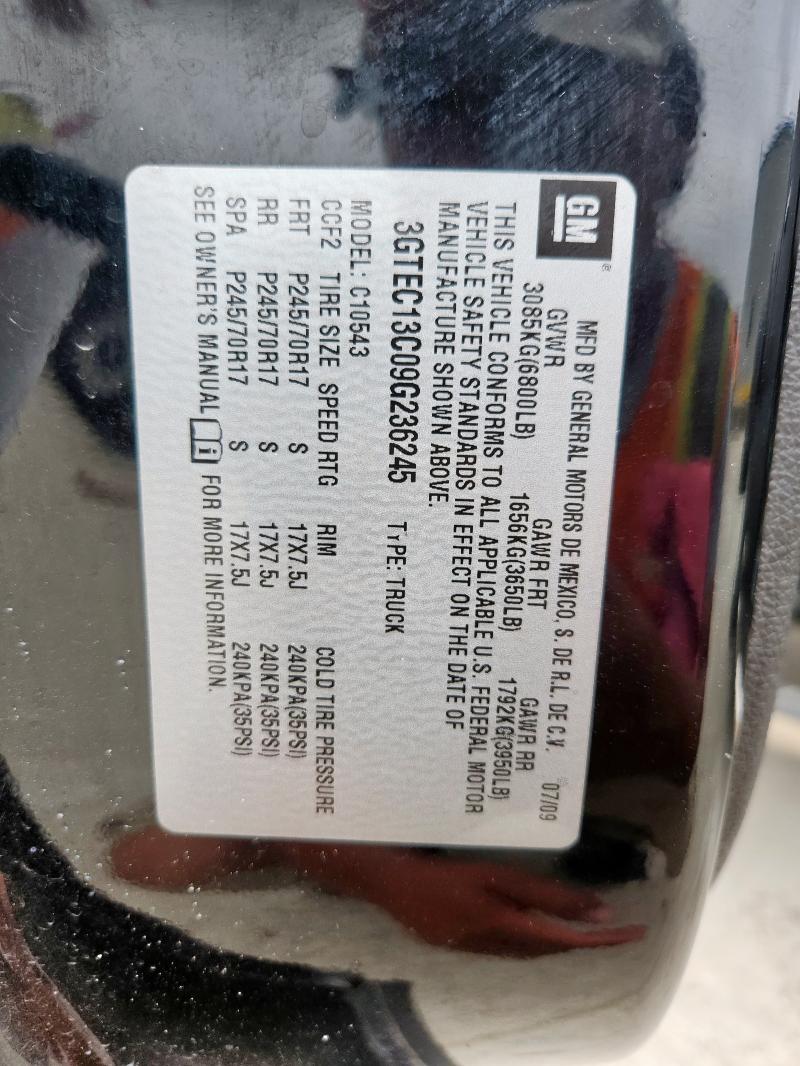 GM®
MFD BY GENERAL MOTORS DE MEXICO, S. DE R.L. DE C.V. 07/09
GVWR GAWR FRT GAWR RR
3085KG(6800LB) 1656KG(3650LB) 1792KG(3950LB)
THIS VEHICLE CONFORMS TO ALL APPLICABLE U.S. FEDERAL MOTOR
VEHICLE SAFETY STANDARDS IN EFFECT ON THE DATE OF
MANUFACTURE SHOWN ABOVE.
3GTEC13C09G236245 TYPE: TRUCK
MODEL: C10543
CCF2 TIRE SIZE SPEED RTG RIM COLD TIRE PRESSURE
FRT P245/70R17 S 17X7.5J 240KPA(35PSI)
RR P245/70R17 S 17X7.5J 240KPA(35PSI)
SPA P245/70R17 S 17X7.5J 240KPA(35PSI)
SEE OWNER'S MANUAL i FOR MORE INFORMATION.